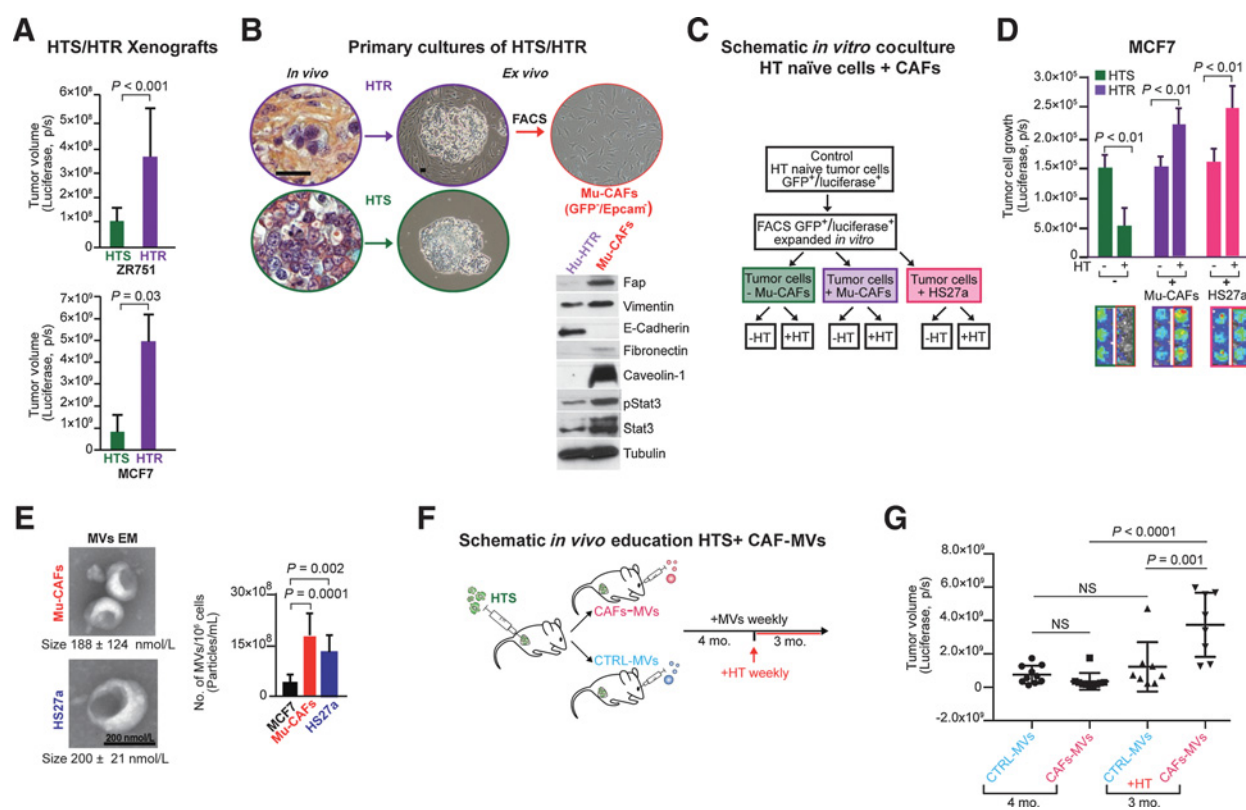 A
HTS/HTR Xenografts
P < 0.001
6×10⁸
5×10⁸
4×10⁸
3×10⁸
2×10⁸
1×10⁸
0
Tumor volume
(Luciferase, p/s)
HTS HTR
ZR751
P = 0.03
7×10⁹
6×10⁹
5×10⁹
4×10⁹
3×10⁹
2×10⁹
1×10⁹
0
Tumor volume
(Luciferase, p/s)
HTS HTR
MCF7
B
Primary cultures of HTS/HTR
In vivo
Ex vivo
HTR
FACS
HTS
Mu-CAFs
(GFP⁻/Epcam⁻)
Hu-HTR
Mu-CAFs
Fap
Vimentin
E-Cadherin
Fibronectin
Caveolin-1
pStat3
Stat3
Tubulin
C
Schematic in vitro coculture
HT naïve cells + CAFs
Control
HT naive tumor cells
GFP⁺/luciferase⁺
FACS GFP⁺/luciferase⁺
expanded in vitro
Tumor cells
- Mu-CAFs
Tumor cells
+ Mu-CAFs
Tumor cells
+ HS27a
-HT +HT -HT +HT -HT +HT
D
MCF7
HTS
HTR
P < 0.01
P < 0.01
P < 0.01
3.0×10⁵
2.5×10⁵
2.0×10⁵
1.5×10⁵
1.0×10⁵
5.0×10⁴
0
Tumor cell growth
(Luciferase, p/s)
HT - + - + - +
- + +
Mu-CAFs HS27a
E
MVs EM
Mu-CAFs
Size 188 ± 124 nmol/L
HS27a
200 nmol/L
Size 200 ± 21 nmol/L
P = 0.002
P = 0.0001
30×10⁸
15×10⁸
0
No. of MVs/10⁶ cells
(Particles/mL)
MCF7
Mu-CAFs
HS27a
F
Schematic in vivo education HTS+ CAF-MVs
HTS
CAFs-MVs
CTRL-MVs
+MVs weekly
4 mo. 3 mo.
+HT weekly
G
P < 0.0001
P = 0.001
NS
NS
8.0×10⁹
6.0×10⁹
4.0×10⁹
2.0×10⁹
0
-2.0×10⁹
Tumor volume
(Luciferase, p/s)
CTRL-MVs
CAFs-MVs
CTRL-MVs
CAFs-MVs
+HT
4 mo. 3 mo.